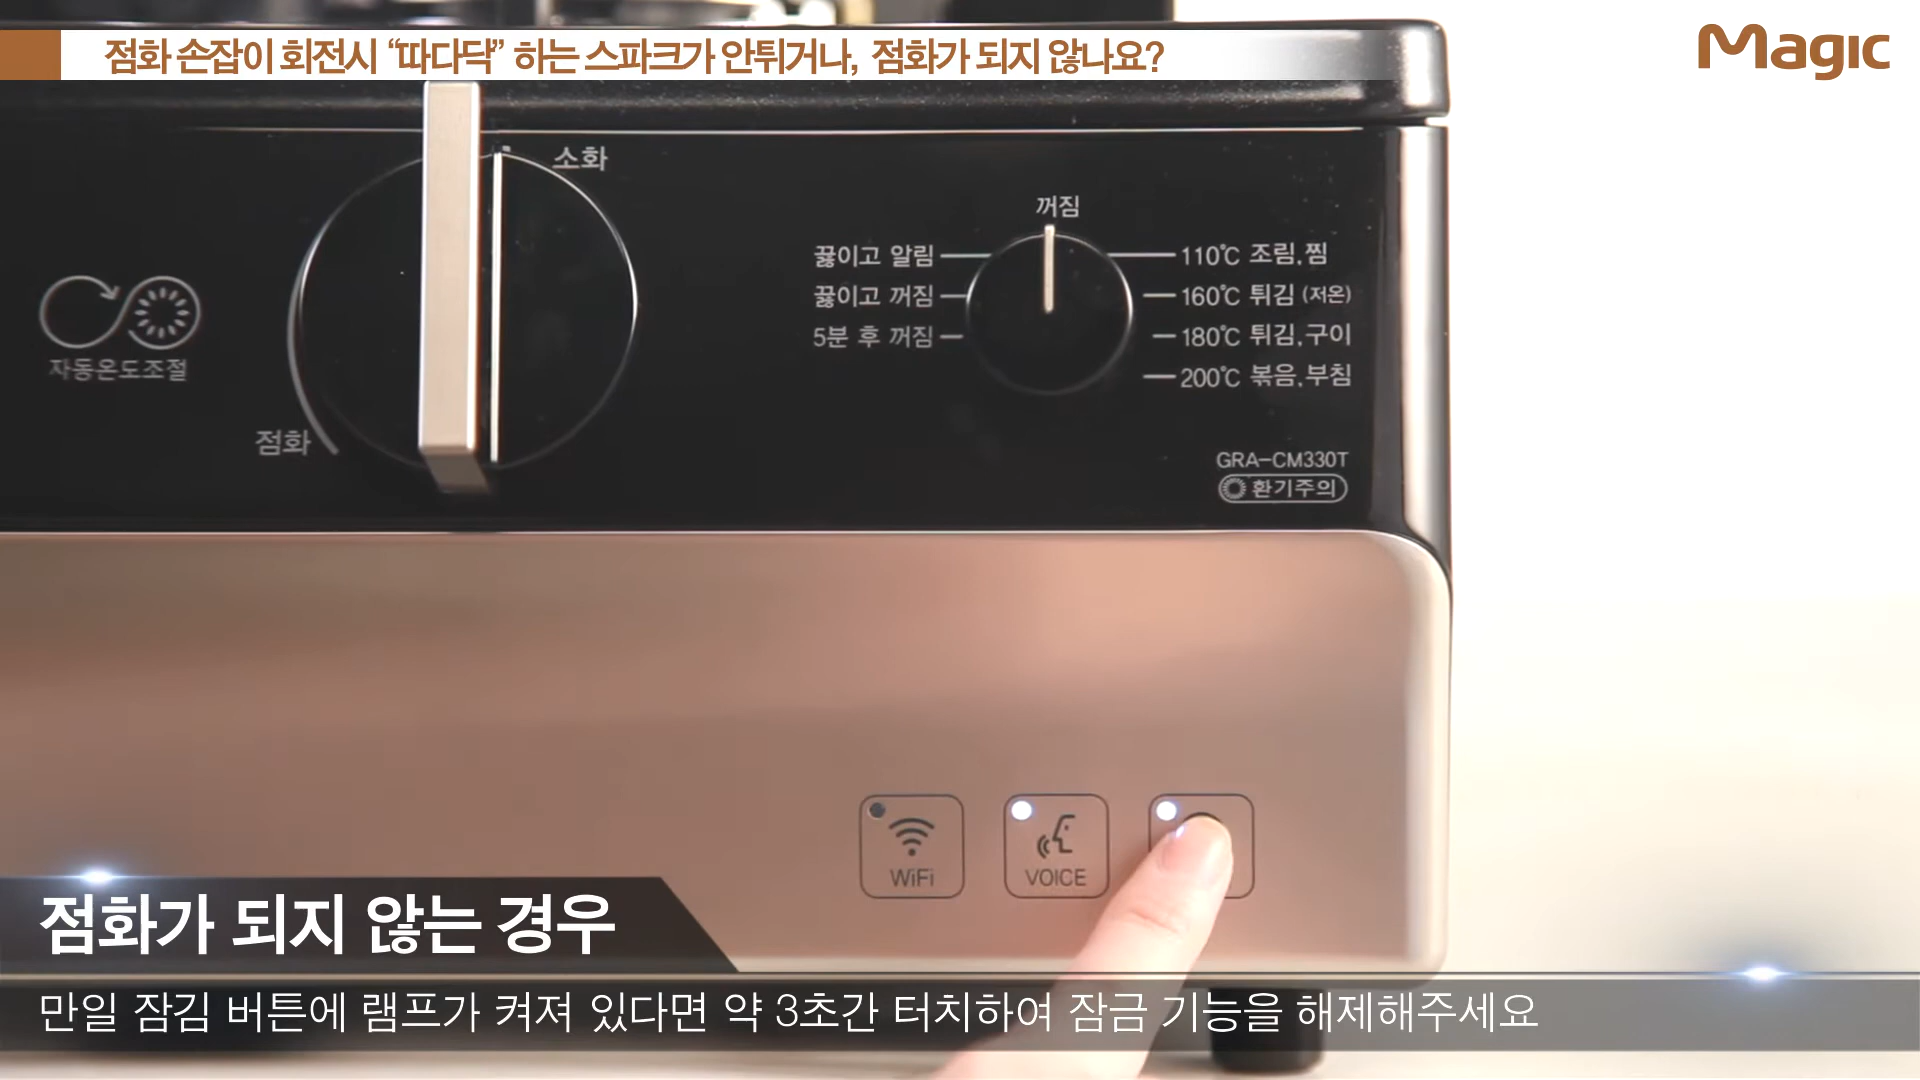 점화 손잡이 회전시 “따다닥” 하는 스파크가 안튀거나, 점화가 되지 않나요?
Magic
소화
점화
자동온도조절
꺼짐
끓이고 알림
끓이고 꺼짐
5분 후 꺼짐
110℃ 조림,찜
160℃ 튀김 (저온)
180℃ 튀김,구이
200℃ 볶음,부침
GRA-CM330T
환기주의
WiFi
VOICE
점화가 되지 않는 경우
만일 잠김 버튼에 램프가 켜져 있다면 약 3초간 터치하여 잠금 기능을 해제해주세요